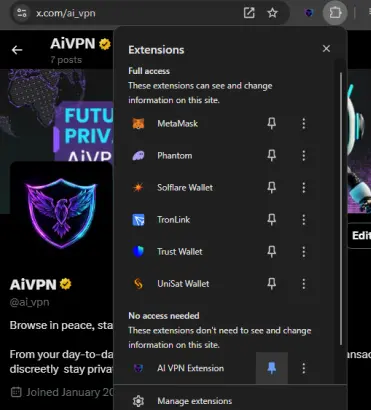 x.com/ai_vpn
AiVPN
7 posts
Extensions
Full access
These extensions can see and change
information on this site.
MetaMask
Phantom
Solflare Wallet
TronLink
Trust Wallet
UniSat Wallet
No access needed
These extensions don't need to see and change
information on this site.
AI VPN Extension
Manage extensions
FUTU
PRIVA
AiVPN
Edit
AiVPN
@ai_vpn
Browse in peace, sta
From your day-to-da
discreetly stay privat
Joined January 20